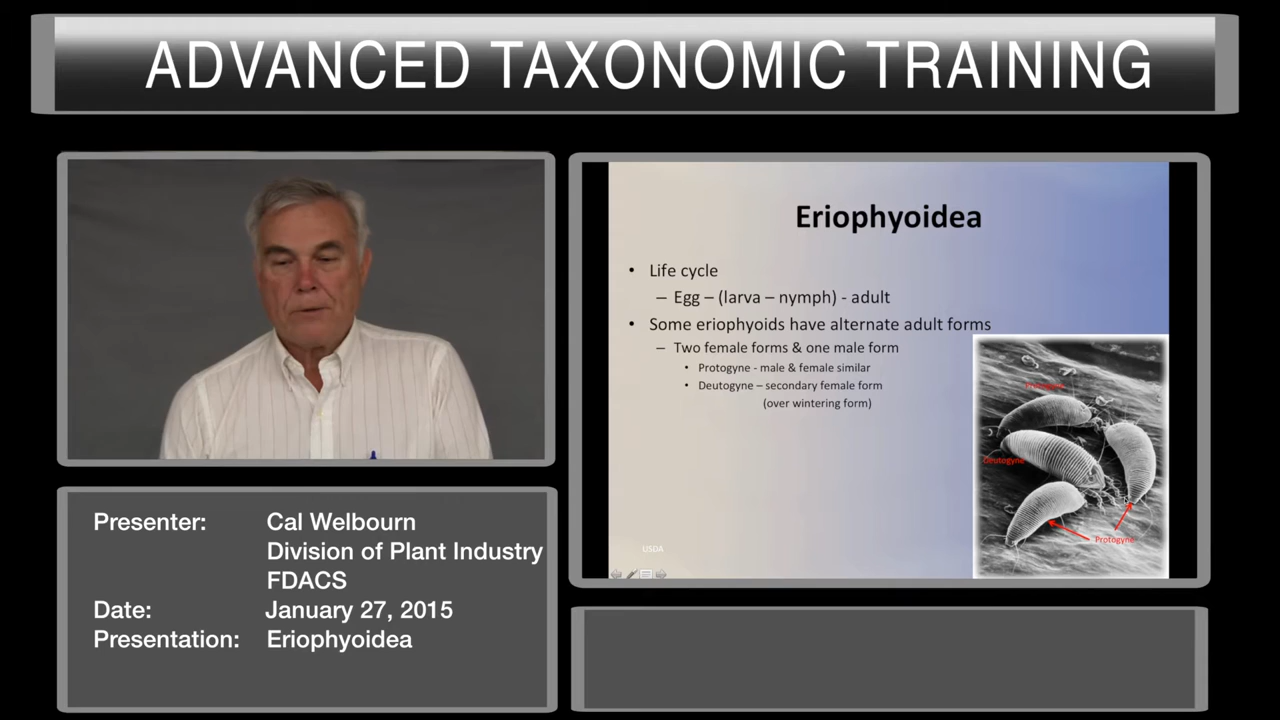 ADVANCED TAXONOMIC TRAINING
Eriophyoidea
• Life cycle
– Egg – (larva – nymph) - adult
• Some eriophyoids have alternate adult forms
– Two female forms & one male form
• Protogyne - male & female similar
• Deutogyne – secondary female form
(over wintering form)
Protogyne
Deutogyne
Protogyne
USDA
Presenter: Cal Welbourn
Division of Plant Industry
FDACS
Date: January 27, 2015
Presentation: Eriophyoidea